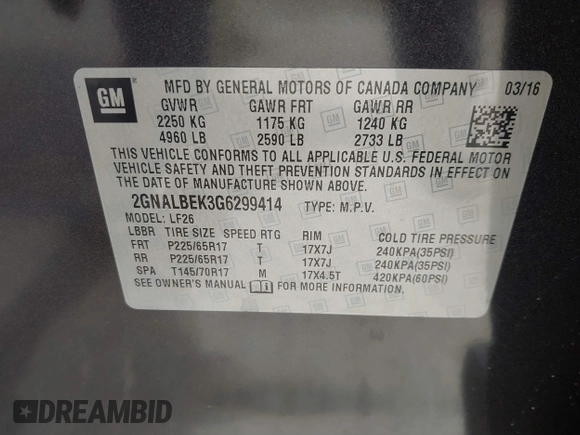 GM
MFD BY GENERAL MOTORS OF CANADA COMPANY 03/16
GVWR GAWR FRT GAWR RR
2250 KG 1175 KG 1240 KG
4960 LB 2590 LB 2733 LB
THIS VEHICLE CONFORMS TO ALL APPLICABLE U.S. FEDERAL MOTOR
VEHICLE SAFETY AND THEFT PREVENTION STANDARDS IN EFFECT ON
THE DATE OF MANUFACTURE SHOWN ABOVE.
2GNALBEK3G6299414 TYPE: M.P.V.
MODEL: LF26
LBBR TIRE SIZE SPEED RTG RIM COLD TIRE PRESSURE
FRT P225/65R17 T 17X7J 240KPA(35PSI)
RR P225/65R17 T 17X7J 240KPA(35PSI)
SPA T145/70R17 M 17X4.5T 420KPA(60PSI)
SEE OWNER'S MANUAL FOR MORE INFORMATION.
DREAMBID